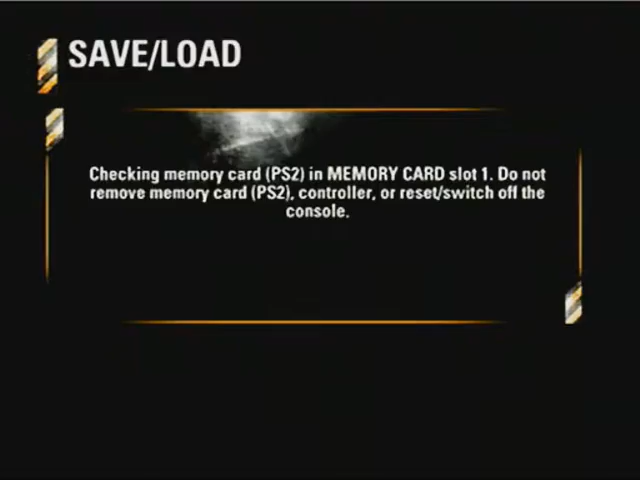 SAVE/LOAD
Checking memory card (PS2) in MEMORY CARD slot 1. Do not
remove memory card (PS2), controller, or reset/switch off the
console.